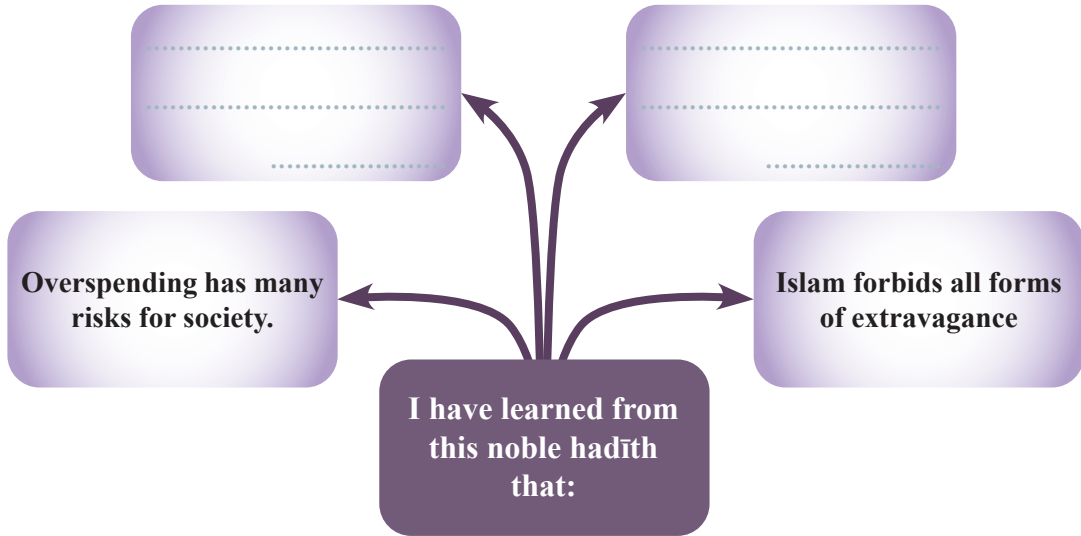 Overspending has many
risks for society.
Islam forbids all forms
of extravagance
I have learned from
this noble hadīth
that: